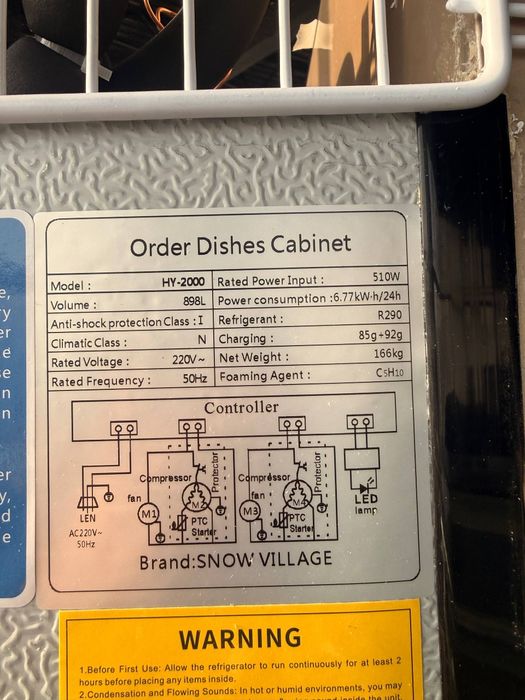 Order Dishes Cabinet
Model : HY-2000 Rated Power Input : 510W
Volume : 898L Power consumption :6.77kW·h/24h
Anti-shock protection Class : I Refrigerant : R290
Climatic Class : N Charging : 85g+92g
Rated Voltage : 220V~ Net Weight : 166kg
Rated Frequency : 50Hz Foaming Agent : C5H10
Controller
Compressor Protector Compressor Protector
fan M1 M2 fan M3 M4
PTC Starter PTC Starter
LEN
AC220V~
50Hz
LED
lamp
Brand:SNOW VILLAGE
WARNING
1.Before First Use: Allow the refrigerator to run continuously for at least 2
hours before placing any items inside.
2.Condensation and Flowing Sounds: In hot or humid environments, you may